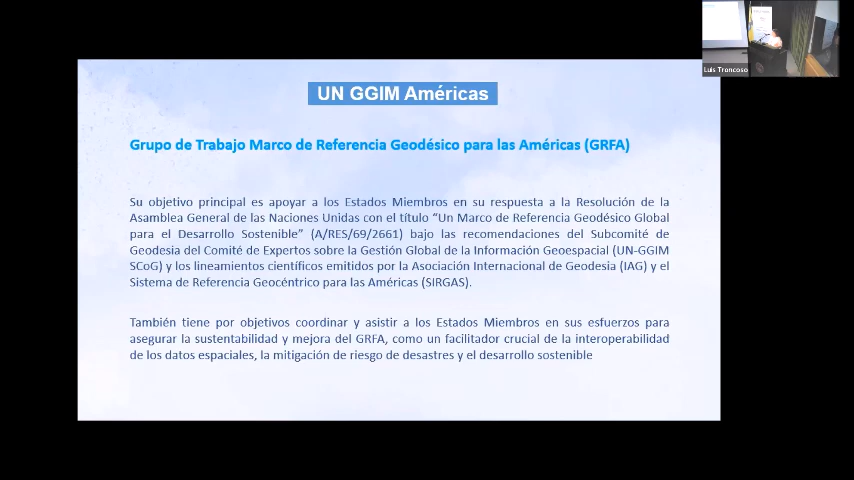 UN GGIM Américas
Grupo de Trabajo Marco de Referencia Geodésico para las Américas (GRFA)
Su objetivo principal es apoyar a los Estados Miembros en su respuesta a la Resolución de la
Asamblea General de las Naciones Unidas con el título “Un Marco de Referencia Geodésico Global
para el Desarrollo Sostenible” (A/RES/69/2661) bajo las recomendaciones del Subcomité de
Geodesia del Comité de Expertos sobre la Gestión Global de la Información Geoespacial (UN-GGIM
SCoG) y los lineamientos científicos emitidos por la Asociación Internacional de Geodesia (IAG) y el
Sistema de Referencia Geocéntrico para las Américas (SIRGAS).
También tiene por objetivos coordinar y asistir a los Estados Miembros en sus esfuerzos para
asegurar la sustentabilidad y mejora del GRFA, como un facilitador crucial de la interoperabilidad
de los datos espaciales, la mitigación de riesgo de desastres y el desarrollo sostenible
Luis Troncoso